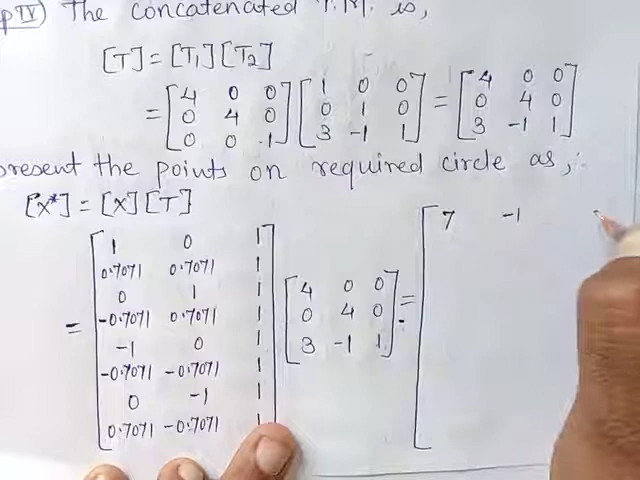 p IV) The concatenated T.M. is,
[T] = [T₁][T₂]
= [4 0 0] [1 0 0] = [4 0 0]
[0 4 0] [0 1 0] [0 4 0]
[0 0 1] [3 -1 1] [3 -1 1]
present the points on required circle as,
[X*] = [X][T]
[1 0 1] [7 -1
0.7071 0.7071 1
0 1 1 [4 0 0] =
-0.7071 0.7071 1 [0 4 0]
= -1 0 1 [3 -1 1]
-0.7071 -0.7071 1
0 -1 1
0.7071 -0.7071 1